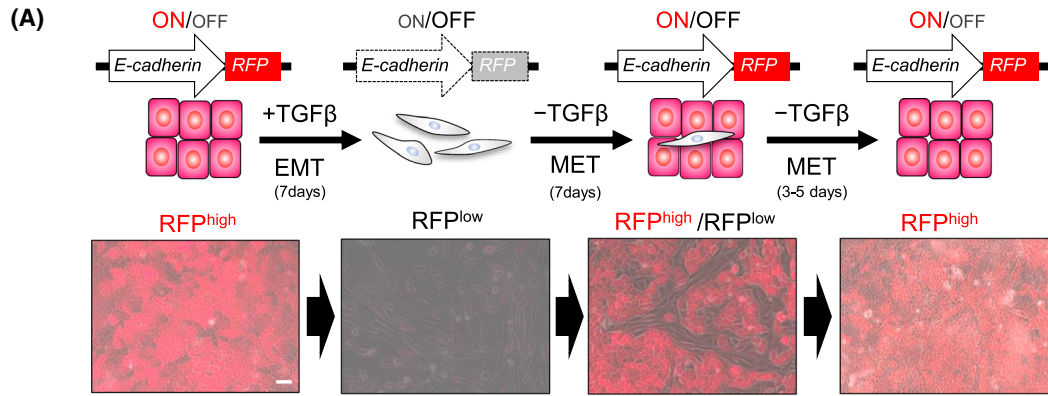 (A)
ON/OFF
ON/OFF
ON/OFF
ON/OFF
E-cadherin RFP
E-cadherin RFP
E-cadherin RFP
E-cadherin RFP
+TGFβ
EMT
(7days)
−TGFβ
MET
(7days)
−TGFβ
MET
(3-5 days)
RFPhigh
RFPlow
RFPhigh /RFPlow
RFPhigh